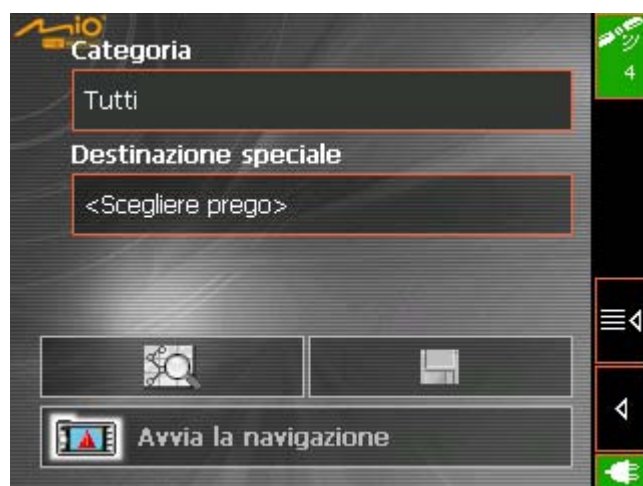 Mio
Categoria
4
Tutti
Destinazione speciale
<Scegliere prego>
Avvia la navigazione